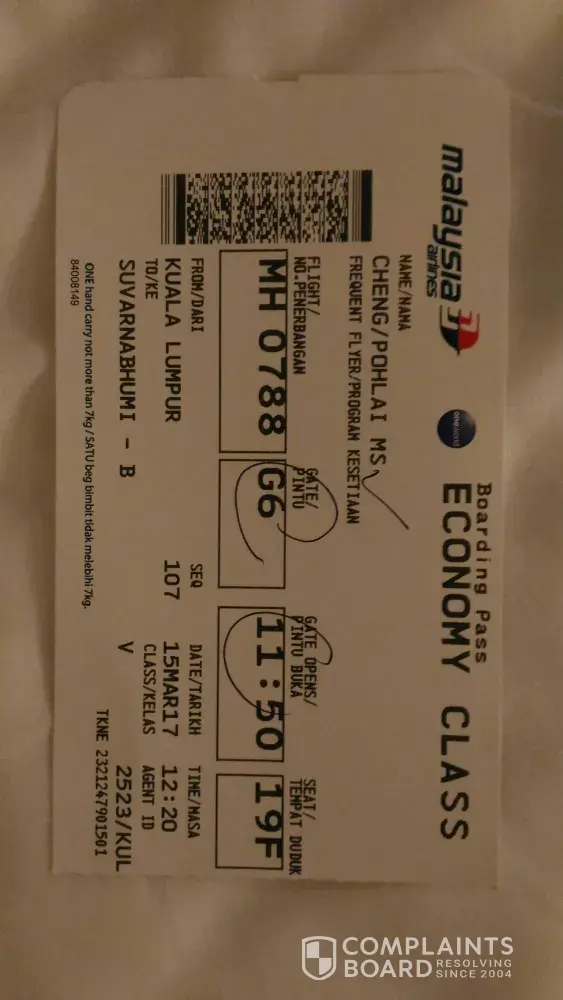 malaysia
airlines
oneworld
Boarding Pass
ECONOMY CLASS
NAME/NAMA
CHENG/POHLAI MS
FREQUENT FLYER/PROGRAM KESETIAAN
FLIGHT/
NO.PENERBANGAN
MH 0788
GATE/
PINTU
G6
GATE OPENS/
PINTU BUKA
11:50
SEAT/
TEMPAT DUDUK
19F
FROM/DARI
KUALA LUMPUR
TO/KE
SUVARNABHUMI - B
SEQ
107
DATE/TARIKH
15MAR17
CLASS/KELAS
V
TIME/MASA
12:20
AGENT ID
2523/KUL
TKNE 2321247901501
ONE hand carry not more than 7kg / SATU beg bimbit tidak melebihi 7kg.
84008149
COMPLAINTS
BOARD
RESOLVING
SINCE 2004